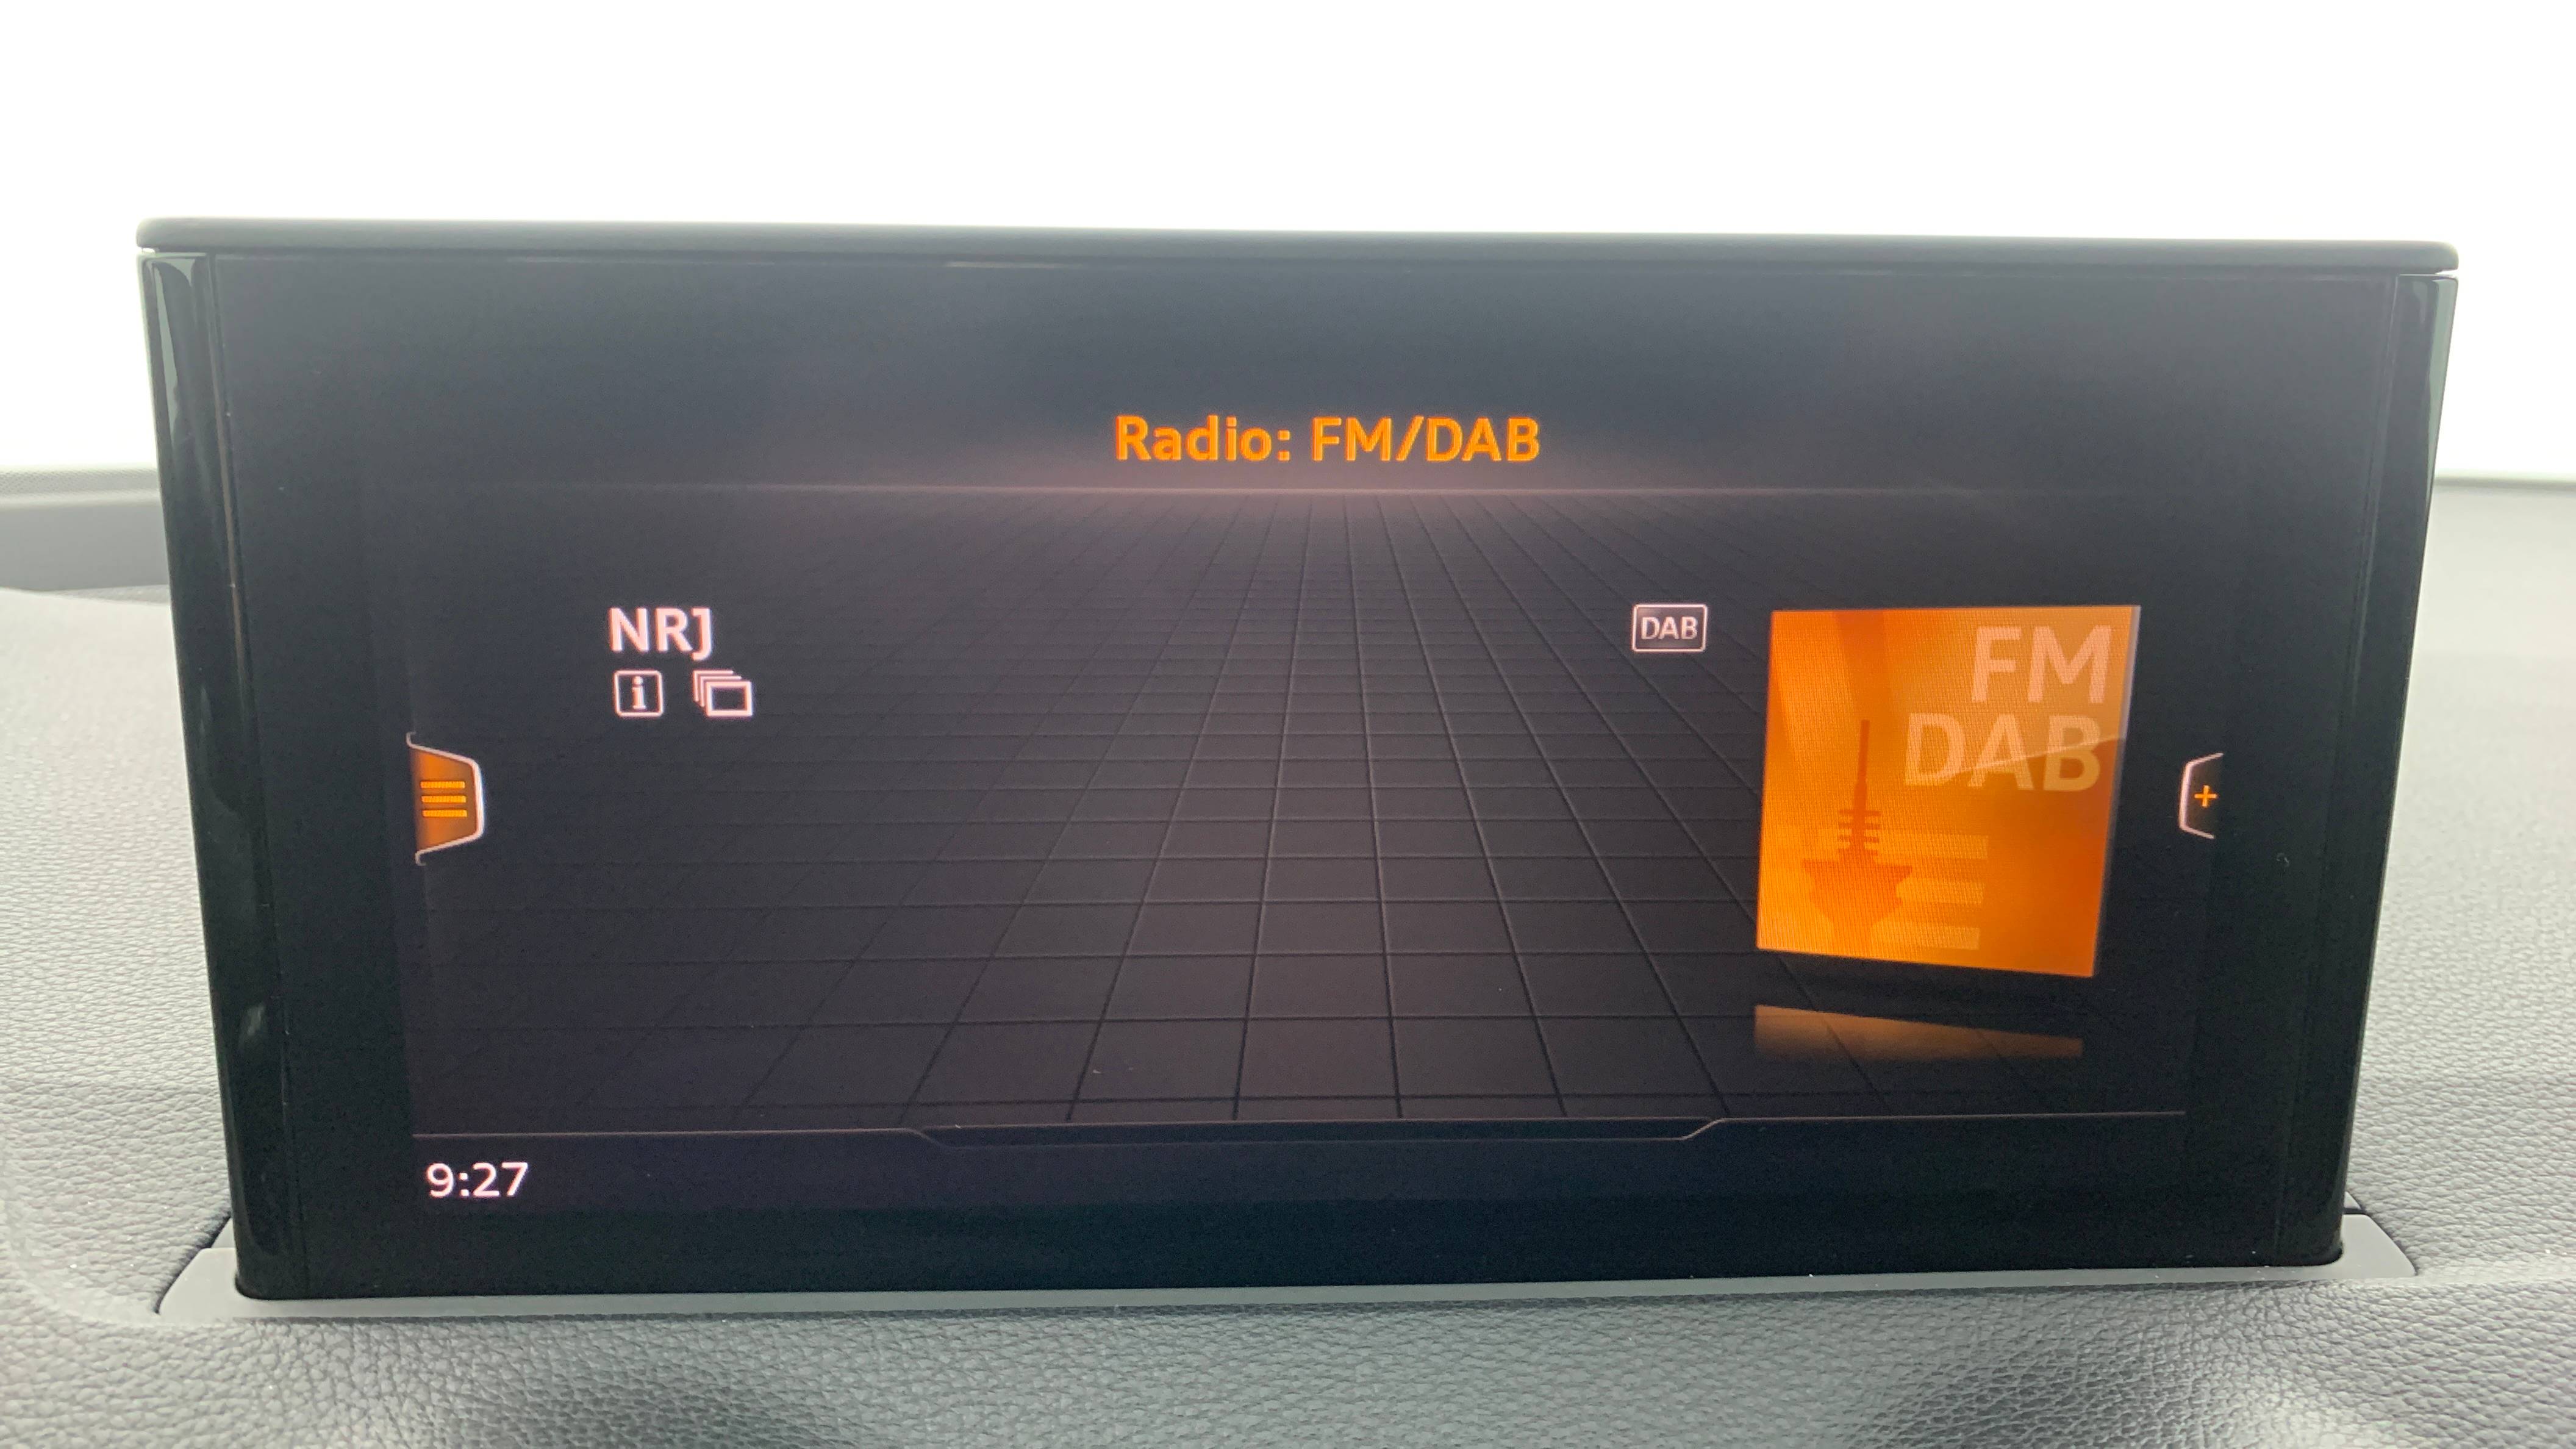 Radio: FM/DAB
NRJ
DAB
FM
DAB
9:27